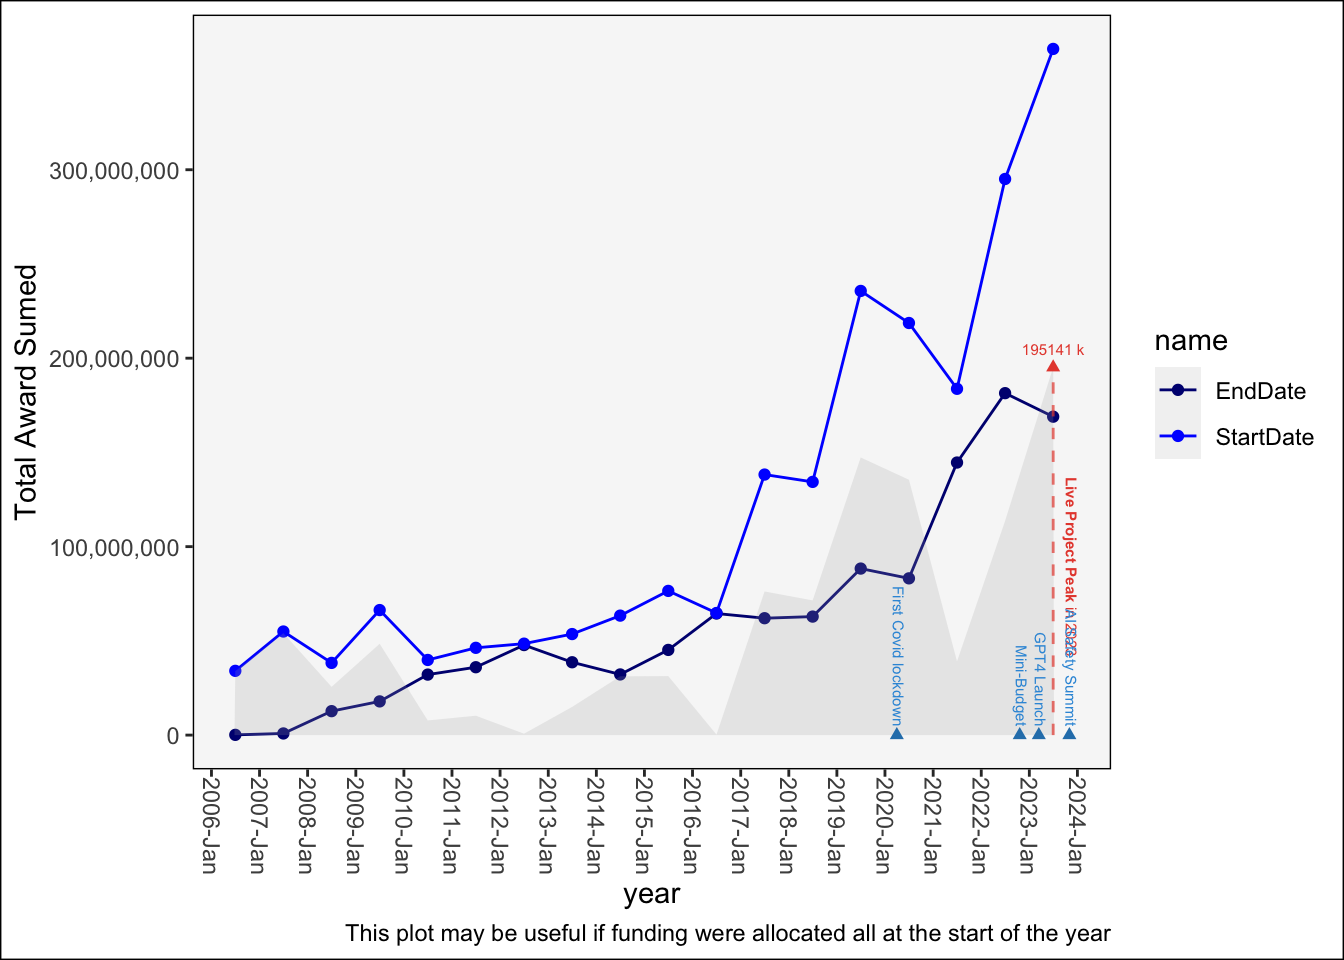 Total Award Sumed
300,000,000
200,000,000
100,000,000
0
195141 k
Live Project Peak in 2023
First Covid lockdown
Mini-Budget
GPT4 Launch
AI Safety Summit
2006-Jan
2007-Jan
2008-Jan
2009-Jan
2010-Jan
2011-Jan
2012-Jan
2013-Jan
2014-Jan
2015-Jan
2016-Jan
2017-Jan
2018-Jan
2019-Jan
2020-Jan
2021-Jan
2022-Jan
2023-Jan
2024-Jan
year
name
EndDate
StartDate
This plot may be useful if funding were allocated all at the start of the year